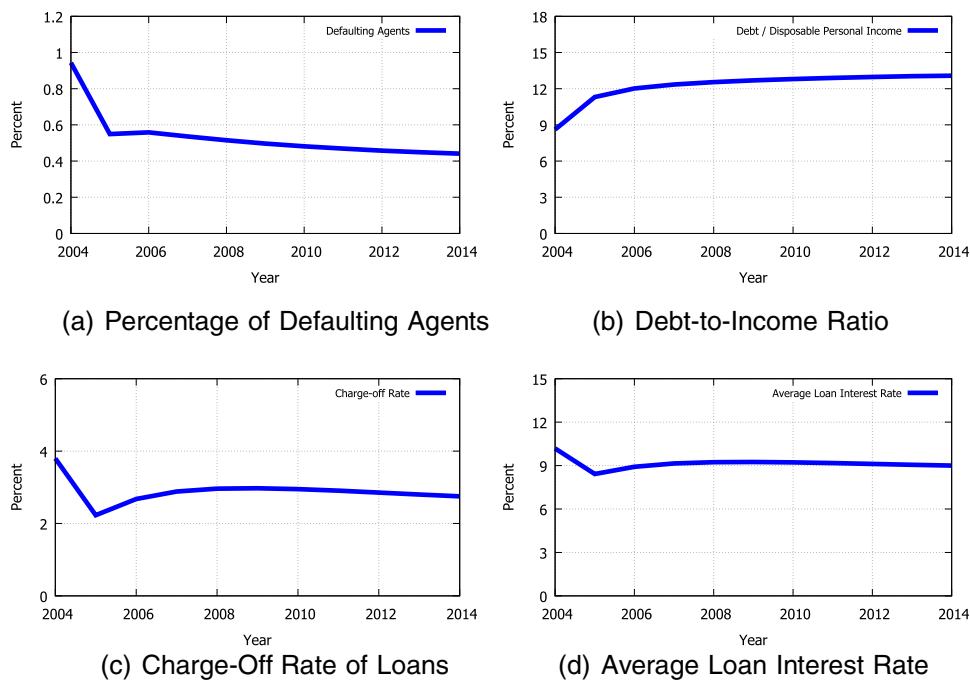 Defaulting Agents
1.2
1
0.8
0.6
0.4
0.2
0
Percent
2004 2006 2008 2010 2012 2014
Year
(a) Percentage of Defaulting Agents
Debt / Disposable Personal Income
18
15
12
9
6
3
0
Percent
2004 2006 2008 2010 2012 2014
Year
(b) Debt-to-Income Ratio
Charge-off Rate
6
4
2
0
Percent
2004 2006 2008 2010 2012 2014
Year
(c) Charge-Off Rate of Loans
Average Loan Interest Rate
15
12
9
6
3
0
Percent
2004 2006 2008 2010 2012 2014
Year
(d) Average Loan Interest Rate